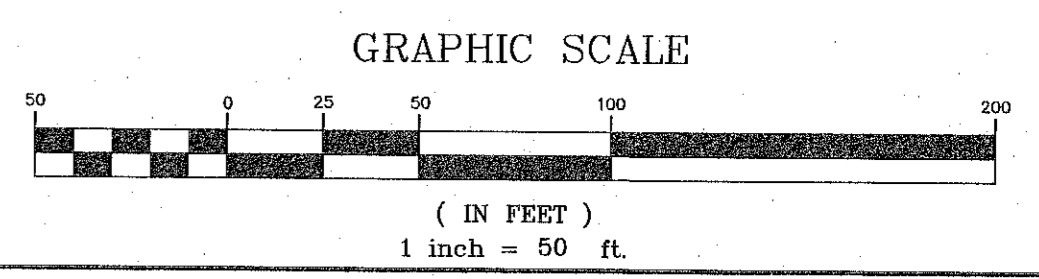 GRAPHIC SCALE
50 0 25 50 100 200
( IN FEET )
1 inch = 50 ft.